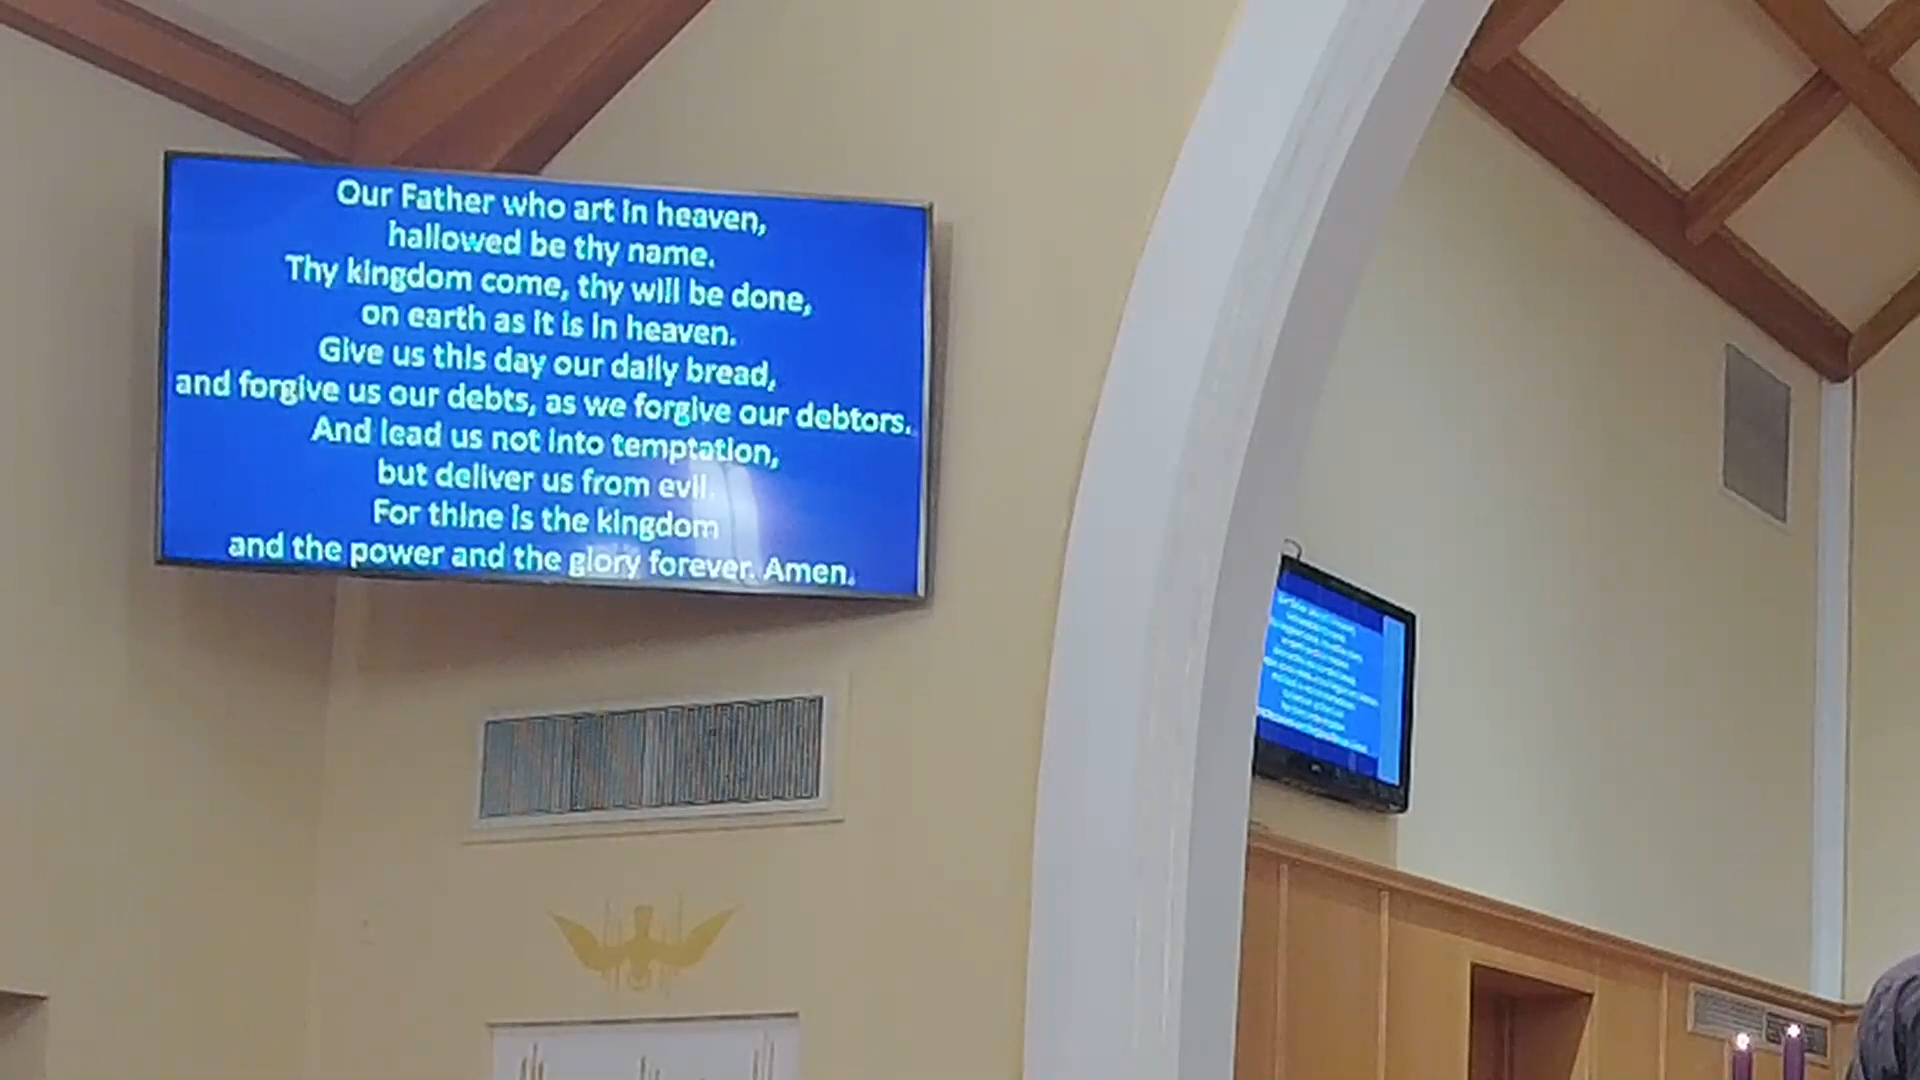 Our Father who art in heaven,
hallowed be thy name.
Thy kingdom come, thy will be done,
on earth as it is in heaven.
Give us this day our daily bread,
and forgive us our debts, as we forgive our debtors.
And lead us not into temptation,
but deliver us from evil.
For thine is the kingdom
and the power and the glory forever. Amen.